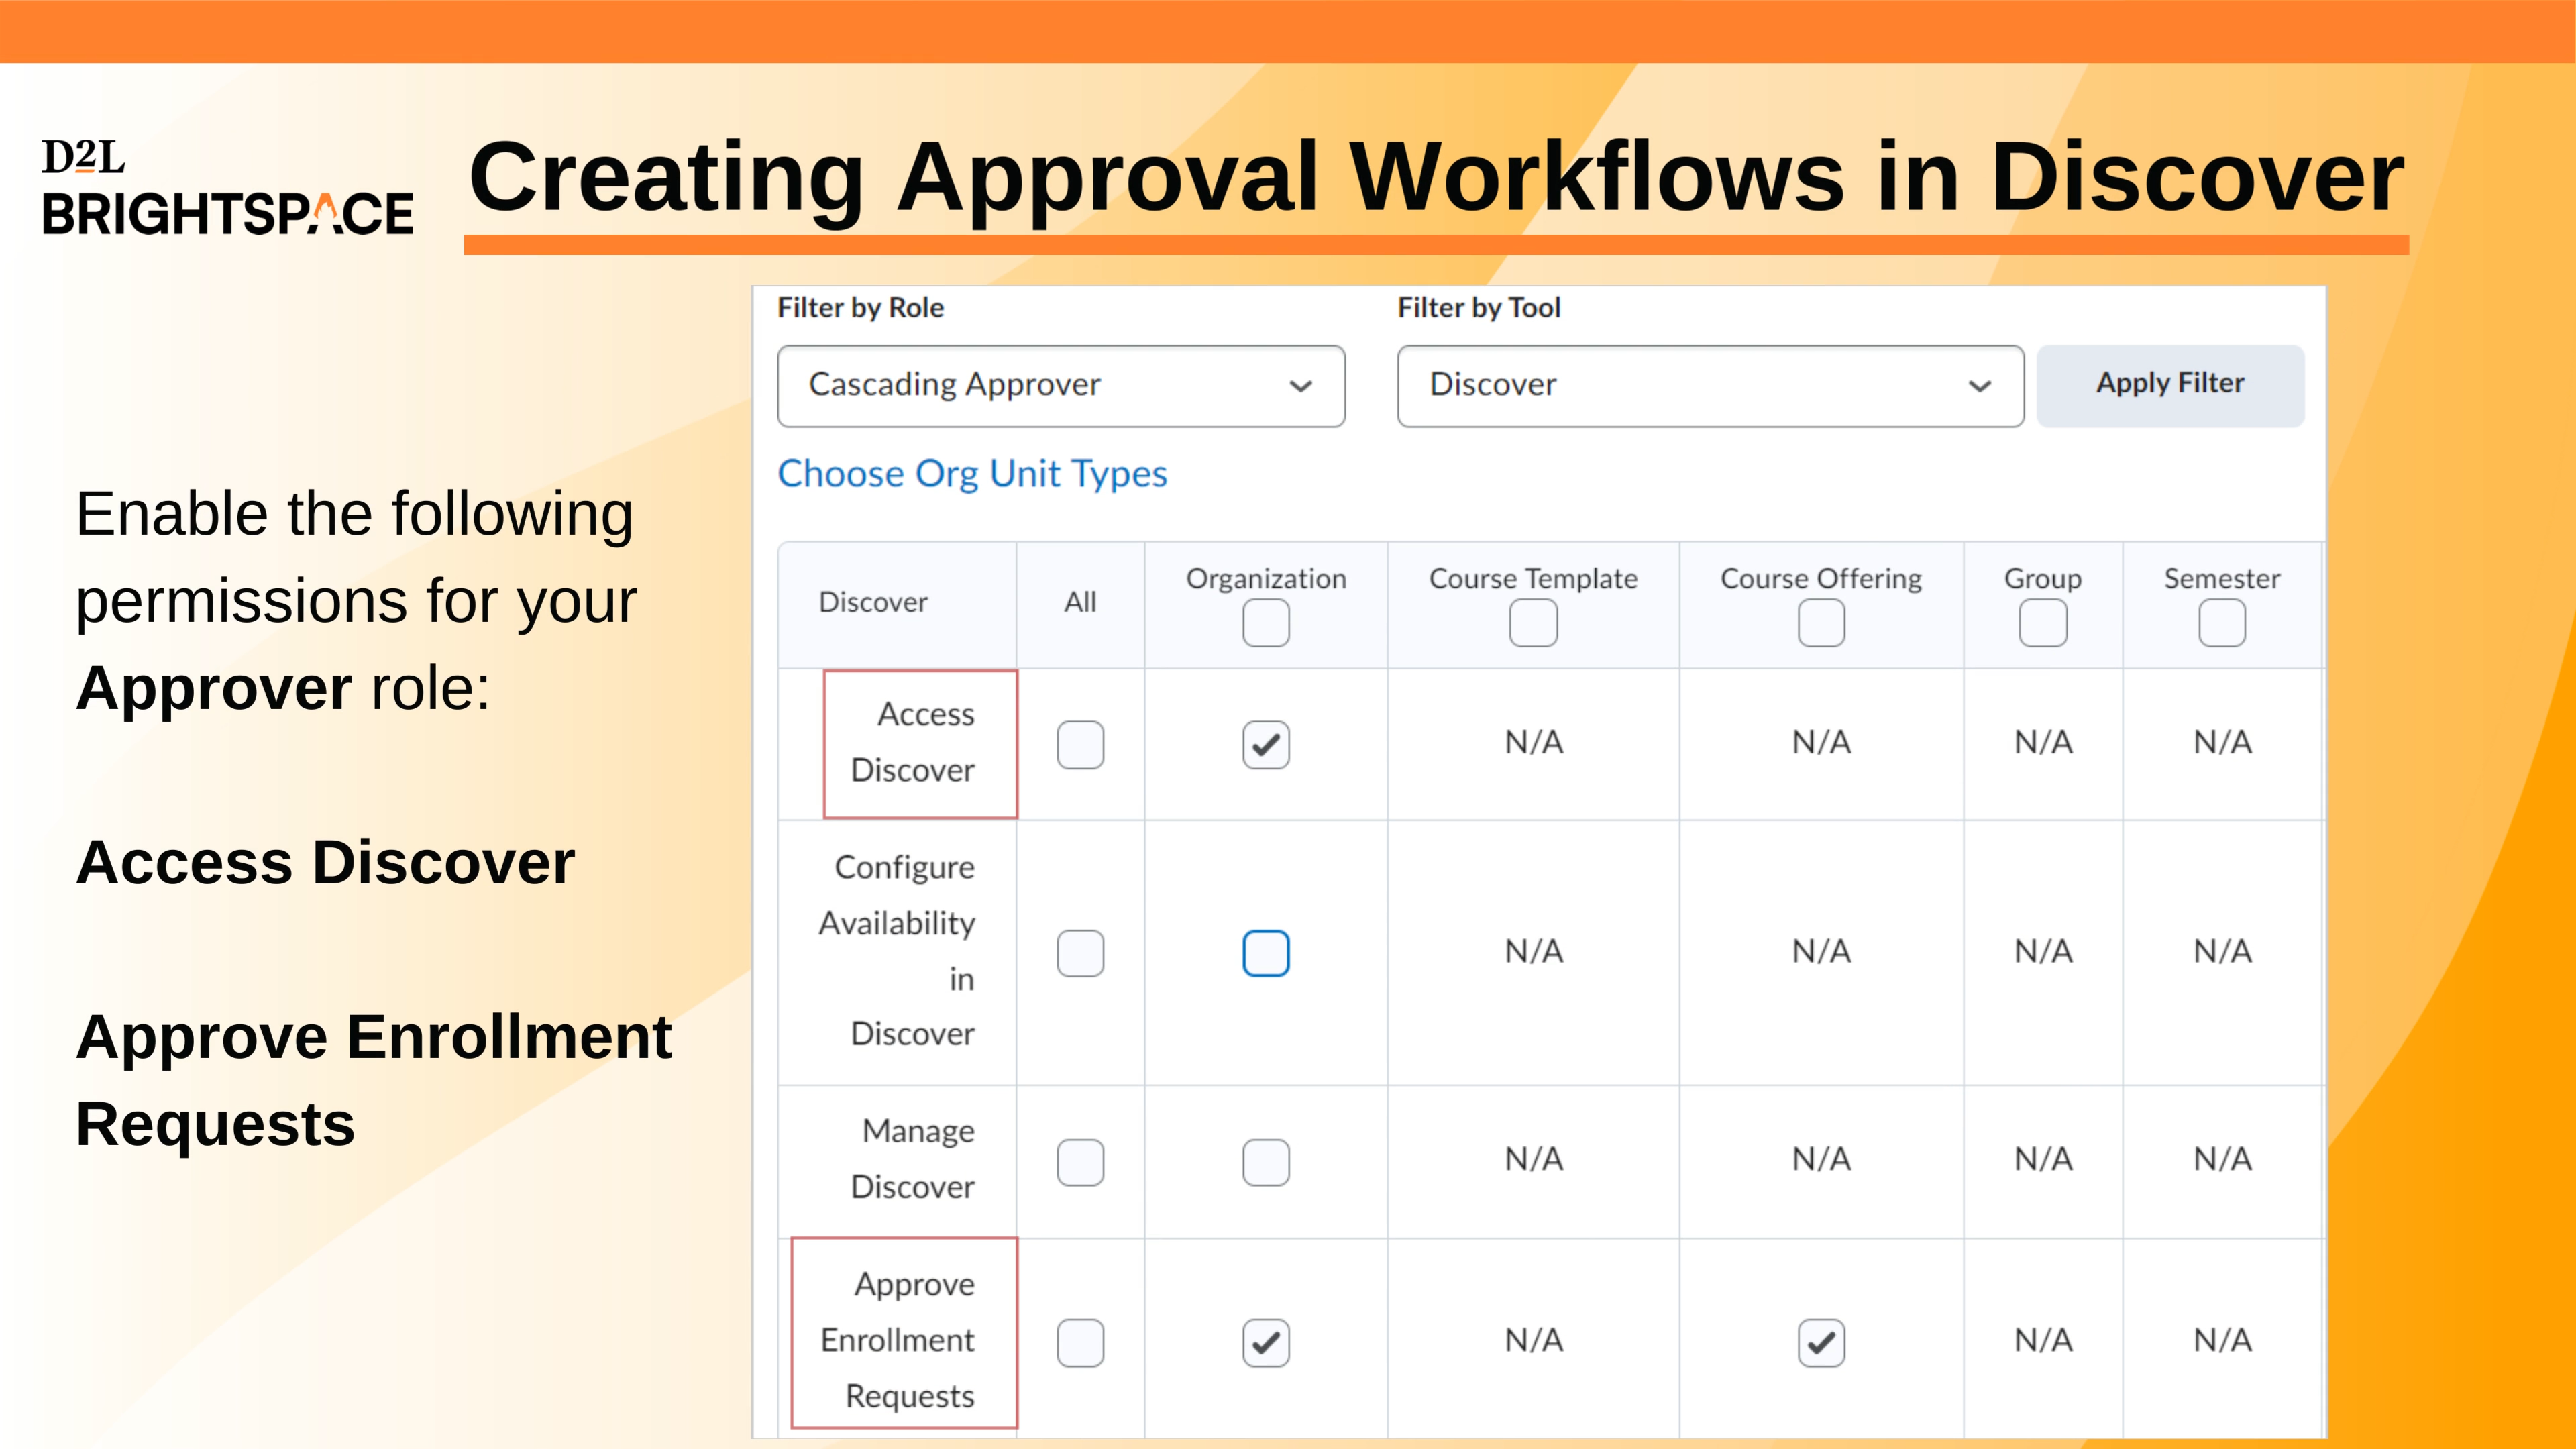 D2L
BRIGHTSPACE
Creating Approval Workflows in Discover
Enable the following
permissions for your
Approver role:
Access Discover
Approve Enrollment
Requests
Filter by Role
Filter by Tool
Cascading Approver
Discover
Apply Filter
Choose Org Unit Types
Discover
All
Organization
Course Template
Course Offering
Group
Semester
Access
Discover
N/A
N/A
N/A
N/A
Configure
Availability
in
Discover
N/A
N/A
N/A
N/A
Manage
Discover
N/A
N/A
N/A
N/A
Approve
Enrollment
Requests
N/A
N/A
N/A